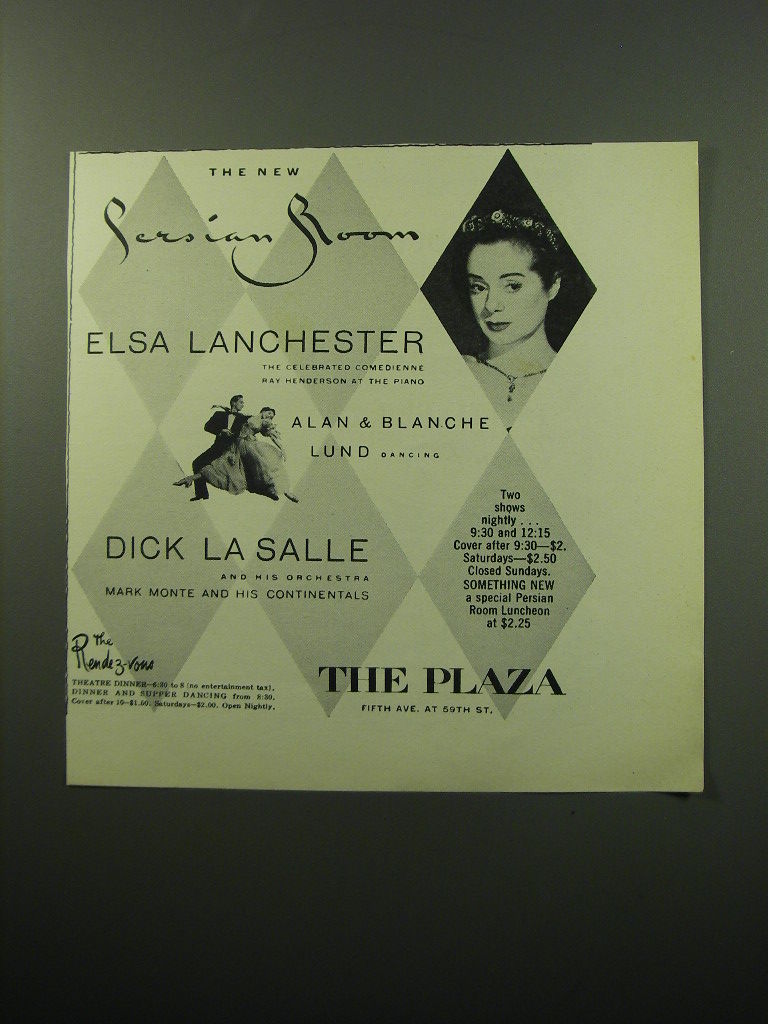 THE NEW
Persian Room
ELSA LANCHESTER
THE CELEBRATED COMEDIENNE
RAY HENDERSON AT THE PIANO
ALAN & BLANCHE
LUND DANCING
DICK LA SALLE
AND HIS ORCHESTRA
MARK MONTE AND HIS CONTINENTALS
Two
shows
nightly . . .
9:30 and 12:15
Cover after 9:30—$2.
Saturdays—$2.50
Closed Sundays.
SOMETHING NEW
a special Persian
Room Luncheon
at $2.25
The
Rendez-vous
THEATRE DINNER—6:30 to 8 (no entertainment tax).
DINNER AND SUPPER DANCING from 8:30.
Cover after 10—$1.50. Saturdays—$2.00. Open Nightly.
THE PLAZA
FIFTH AVE. AT 59TH ST.